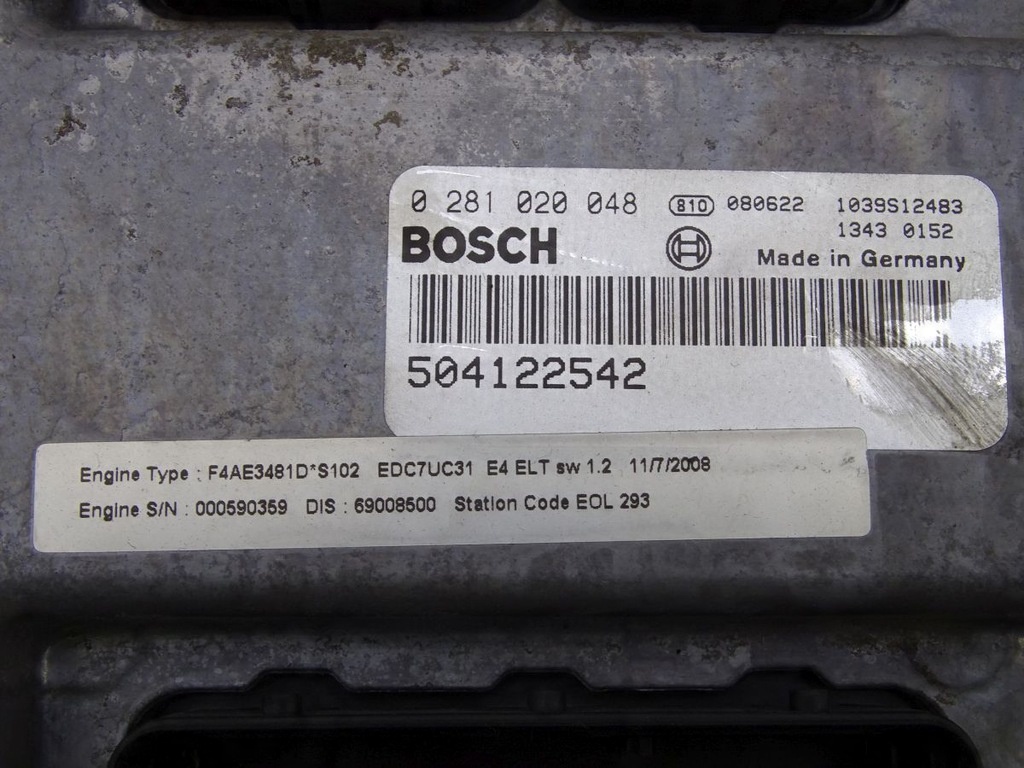 0 281 020 048 810 080622 1039S12483
1343 0152
BOSCH Made in Germany
504122542
Engine Type : F4AE3481D*S102 EDC7UC31 E4 ELT sw 1.2 11/7/2008
Engine S/N : 000590359 DIS : 69008500 Station Code EOL 293